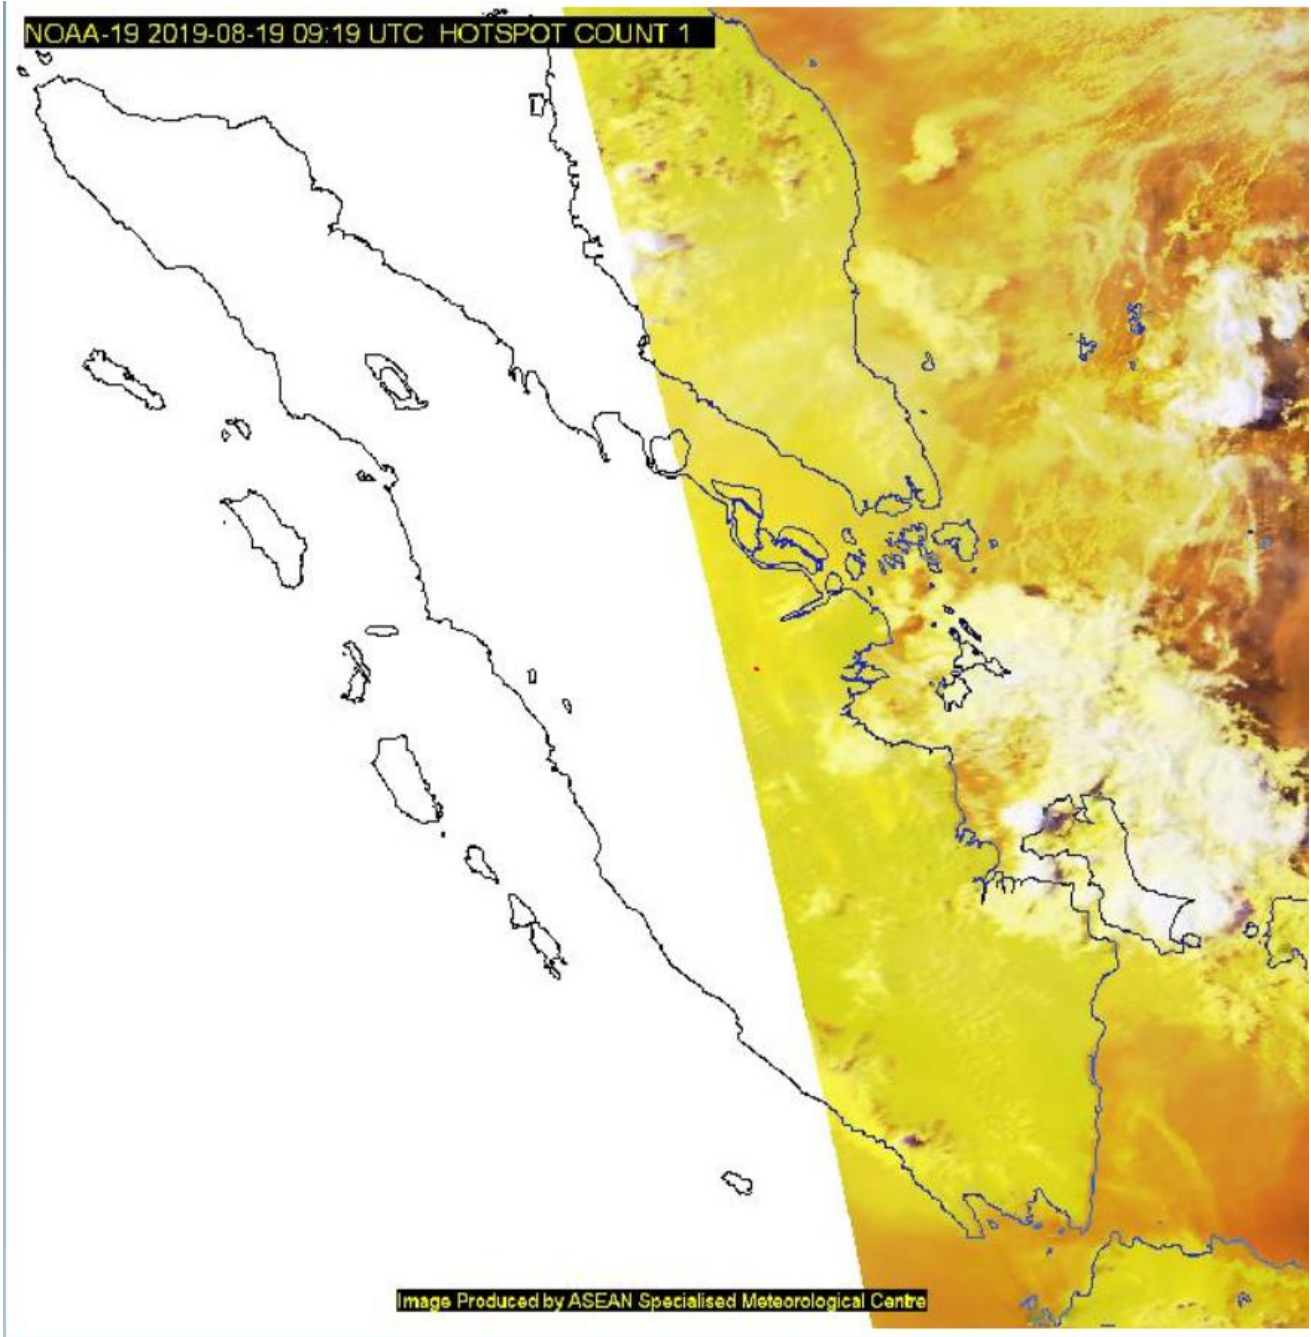 NOAA-19 2019-08-19 09:19 UTC HOTSPOT COUNT 1
Image Produced by ASEAN Specialised Meteorological Centre